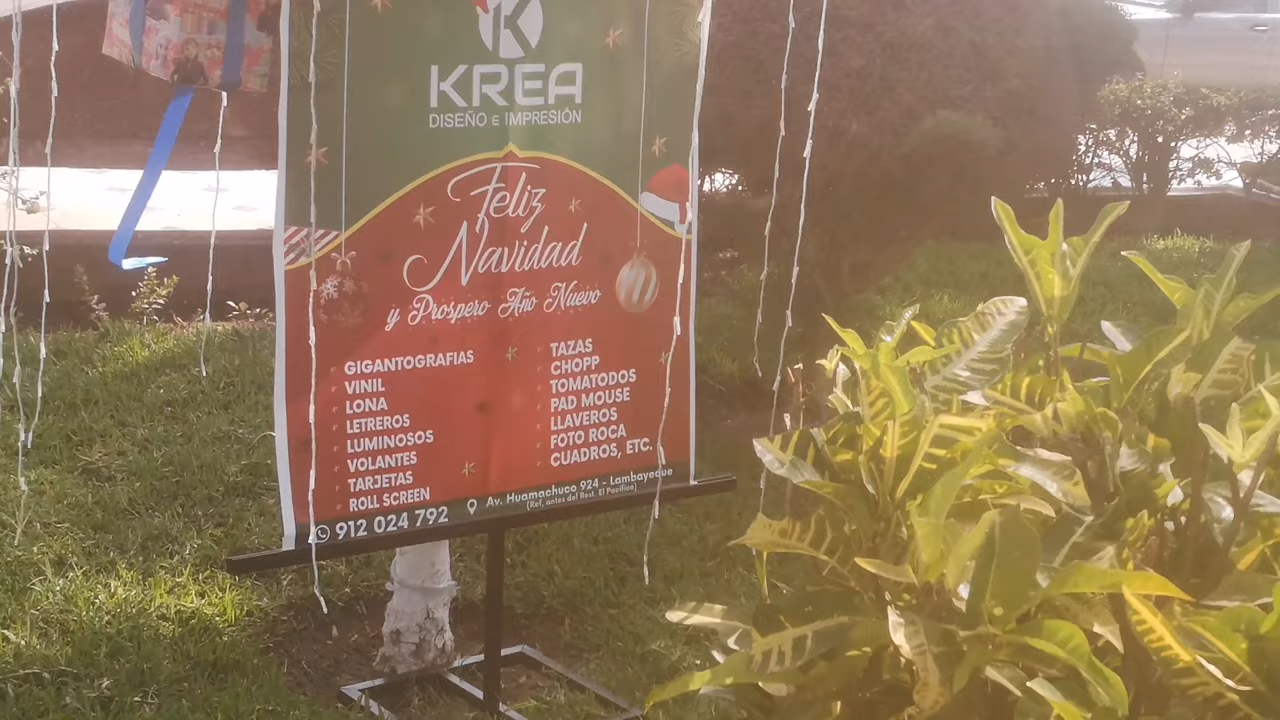 K
KREA
DISEÑO E IMPRESIÓN
Feliz
Navidad
y Prospero Año Nuevo
GIGANTOGRAFIAS
VINIL
LONA
LETREROS
LUMINOSOS
VOLANTES
TARJETAS
ROLL SCREEN
TAZAS
CHOPP
TOMATODOS
PAD MOUSE
LLAVEROS
FOTO ROCA
CUADROS, ETC.
912 024 792
Av. Huamachuco 924 - Lambayeque
(Ref, antes del Rest. El Pacífico)